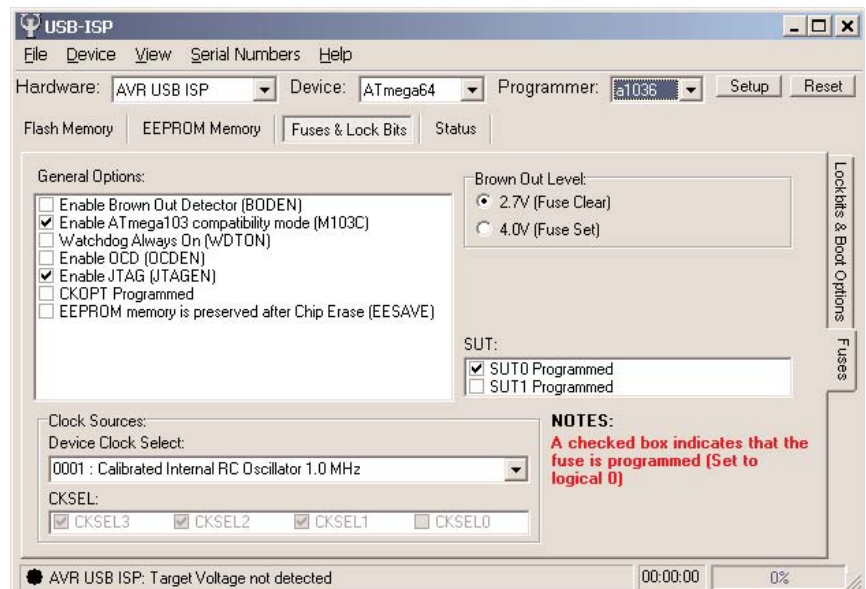 USB-ISP
File Device View Serial Numbers Help
Hardware: AVR USB ISP Device: ATmega64 Programmer: a1036 Setup Reset
Flash Memory EEPROM Memory Fuses & Lock Bits Status
General Options:
Enable Brown Out Detector (BODEN)
Enable ATmega103 compatibility mode (M103C)
Watchdog Always On (WDTON)
Enable OCD (OCDEN)
Enable JTAG (JTAGEN)
CKOPT Programmed
EEPROM memory is preserved after Chip Erase (EESAVE)
Brown Out Level:
2.7V (Fuse Clear)
4.0V (Fuse Set)
SUT:
SUT0 Programmed
SUT1 Programmed
Lockbits & Boot Options
Fuses
Clock Sources:
Device Clock Select:
0001 : Calibrated Internal RC Oscillator 1.0 MHz
CKSEL:
CKSEL3 CKSEL2 CKSEL1 CKSEL0
NOTES:
A checked box indicates that the
fuse is programmed (Set to
logical 0)
AVR USB ISP: Target Voltage not detected 00:00:00 0%